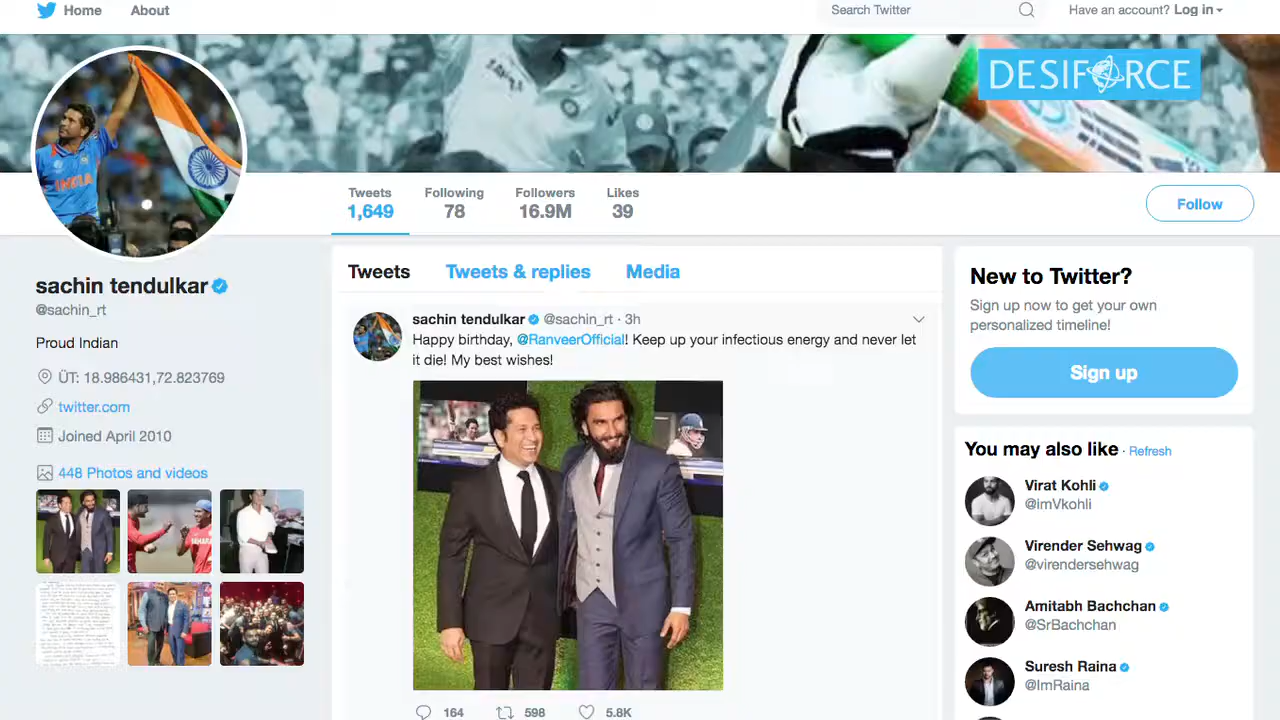 Home About Search Twitter Have an account? Log in
DESIFORCE
Tweets Following Followers Likes
1,649 78 16.9M 39
Follow
sachin tendulkar
@sachin_rt
Proud Indian
ÜT: 18.986431,72.823769
twitter.com
Joined April 2010
448 Photos and videos
INDIA
Tweets Tweets & replies Media
sachin tendulkar @sachin_rt · 3h
Happy birthday, @RanveerOfficial! Keep up your infectious energy and never let
it die! My best wishes!
164 598 5.8K
New to Twitter?
Sign up now to get your own
personalized timeline!
Sign up
You may also like · Refresh
Virat Kohli
@imVkohli
Virender Sehwag
@virendersehwag
Amitabh Bachchan
@SrBachchan
Suresh Raina
@ImRaina